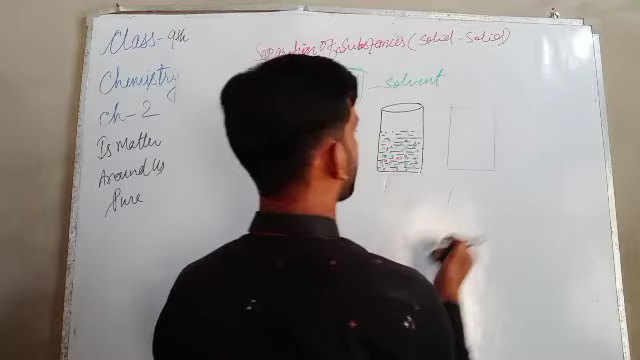 Class-9th
Separation of Substances (Solid-Solid)
Chemistry
- Solvent
Ch-2
Is Matter
Around Us
Pure